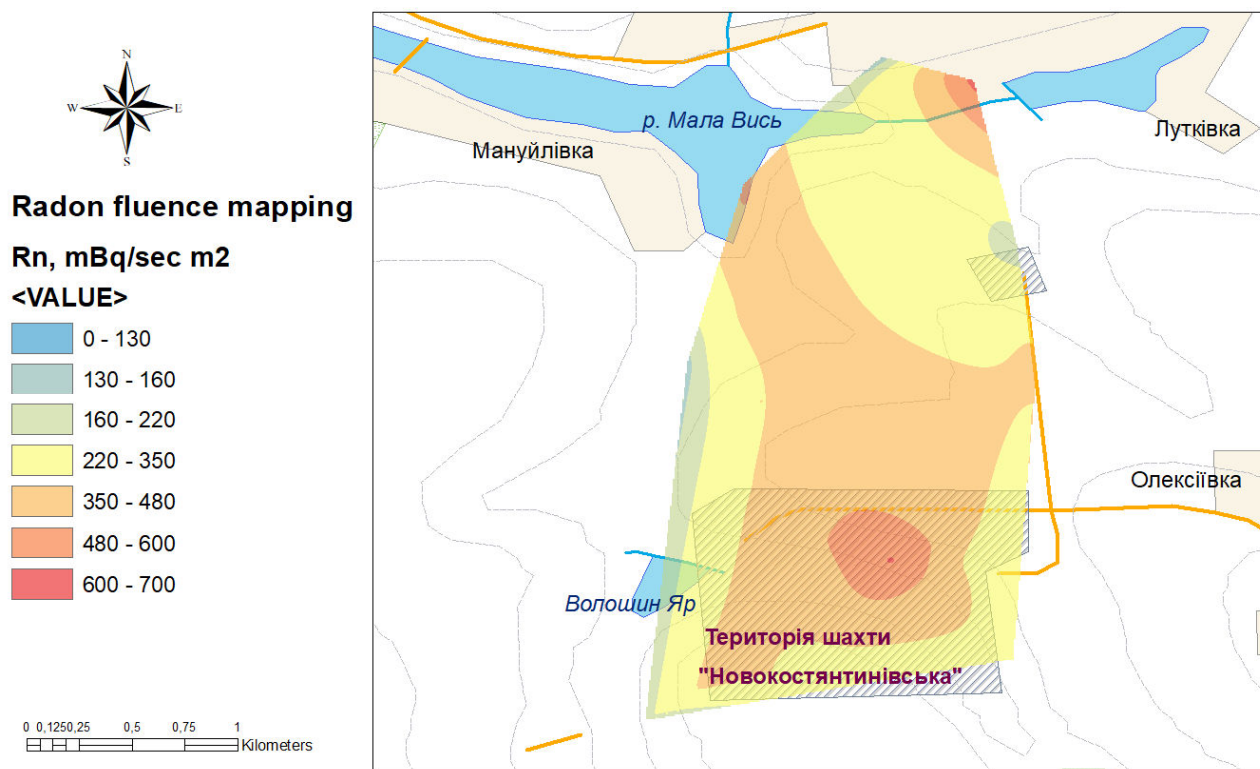 N
W
E
S
Radon fluence mapping
Rn, mBq/sec m2
<VALUE>
0 - 130
130 - 160
160 - 220
220 - 350
350 - 480
480 - 600
600 - 700
0 0,1250,25 0,5 0,75 1
Kilometers
р. Мала Вись
Мануйлівка
Лутківка
Олексіївка
Волошин Яр
Територія шахти
"Новокостянтинівська"